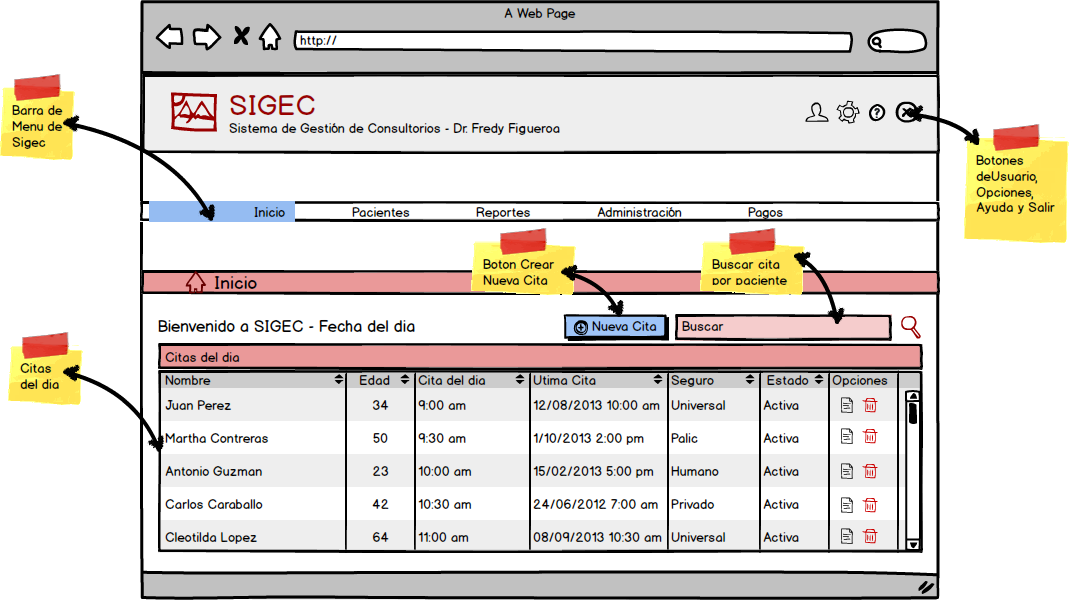 A Web Page
http://
Barra de
Menu de
Sigec
SIGEC
Sistema de Gestión de Consultorios - Dr. Fredy Figueroa
Botones
deUsuario,
Opciones,
Ayuda y Salir
Inicio Pacientes Reportes Administración Pagos
Boton Crear
Nueva Cita
Buscar cita
por paciente
Inicio
Bienvenido a SIGEC - Fecha del dia
Nueva Cita
Buscar
Citas
del dia
Citas del dia
Nombre Edad Cita del dia Utima Cita Seguro Estado Opciones
Juan Perez 34 9:00 am 12/08/2013 10:00 am Universal Activa
Martha Contreras 50 9:30 am 1/10/2013 2:00 pm Palic Activa
Antonio Guzman 23 10:00 am 15/02/2013 5:00 pm Humano Activa
Carlos Caraballo 42 10:30 am 24/06/2012 7:00 am Privado Activa
Cleotilda Lopez 64 11:00 am 08/09/2013 10:30 am Universal Activa